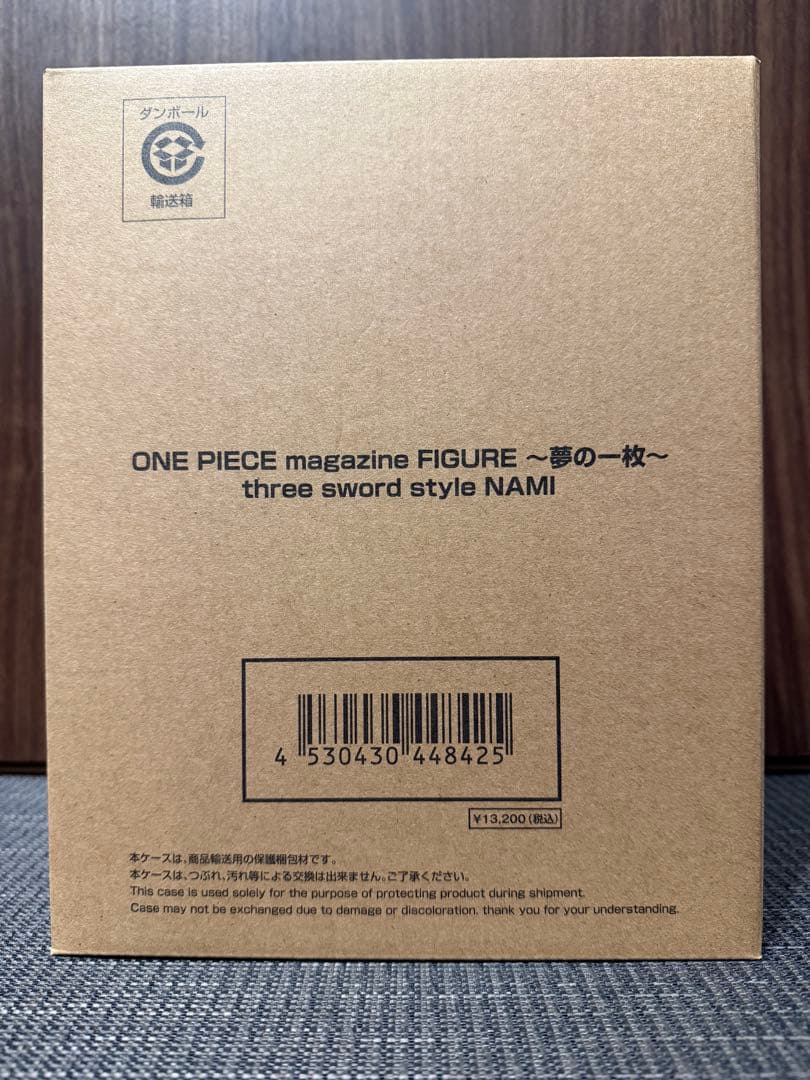 ダンボール
輸送箱
ONE PIECE magazine FIGURE ～夢の一枚～
three sword style NAMI
4 530430 448425
¥13,200(税込)
本ケースは、商品輸送用の保護梱包材です。
本ケースは、つぶれ、汚れ等による交換は出来ません。ご了承ください。
This case is used solely for the purpose of protecting product during shipment.
Case may not be exchanged due to damage or discoloration. thank you for your understanding.